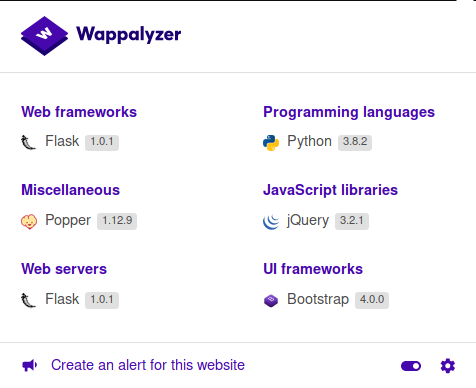 Wappalyzer
Web frameworks
Flask 1.0.1
Programming languages
Python 3.8.2
Miscellaneous
Popper 1.12.9
JavaScript libraries
jQuery 3.2.1
Web servers
Flask 1.0.1
UI frameworks
Bootstrap 4.0.0
Create an alert for this website